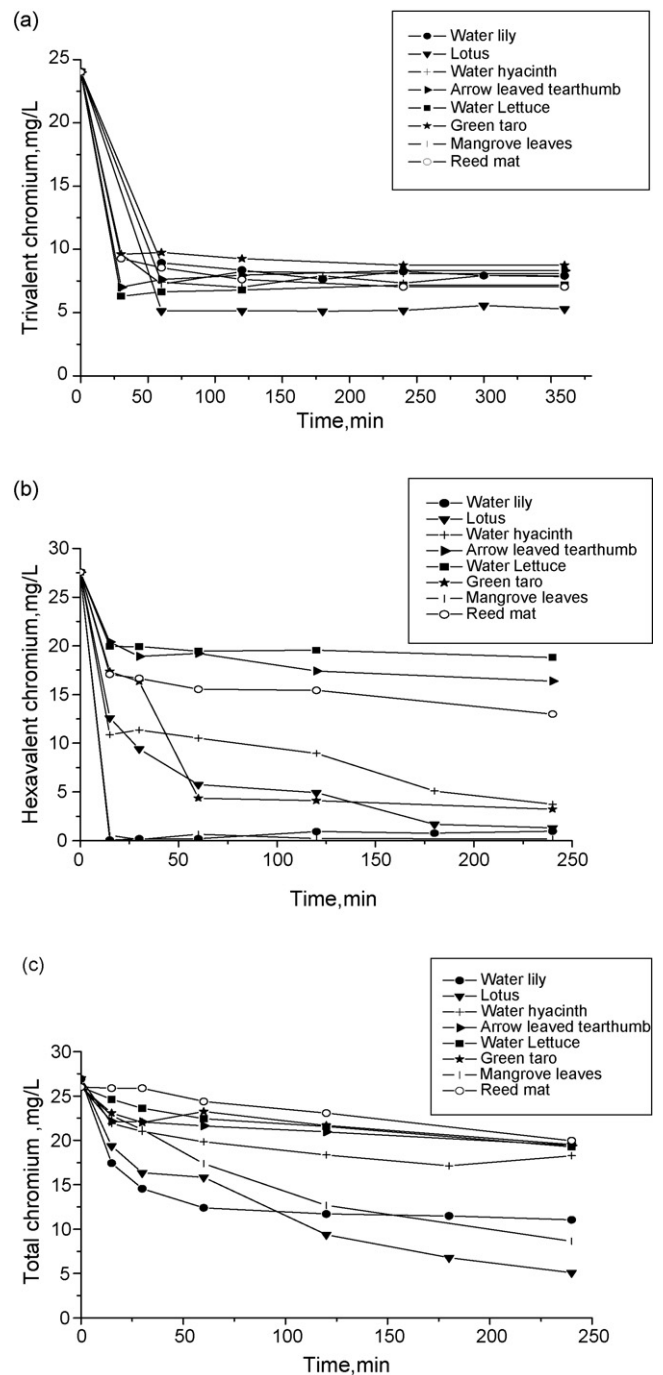 (a)
Water lily
Lotus
Water hyacinth
Arrow leaved tearthumb
Water Lettuce
Green taro
Mangrove leaves
Reed mat
25
20
15
10
5
0
Trivalent chromium,mg/L
0 50 100 150 200 250 300 350
Time,min
(b)
Water lily
Lotus
Water hyacinth
Arrow leaved tearthumb
Water Lettuce
Green taro
Mangrove leaves
Reed mat
30
25
20
15
10
5
0
Hexavalent chromium,mg/L
0 50 100 150 200 250
Time,min
(c)
Water lily
Lotus
Water hyacinth
Arrow leaved tearthumb
Water Lettuce
Green taro
Mangrove leaves
Reed mat
30
25
20
15
10
5
0
Total chromium ,mg/L
0 50 100 150 200 250
Time,min